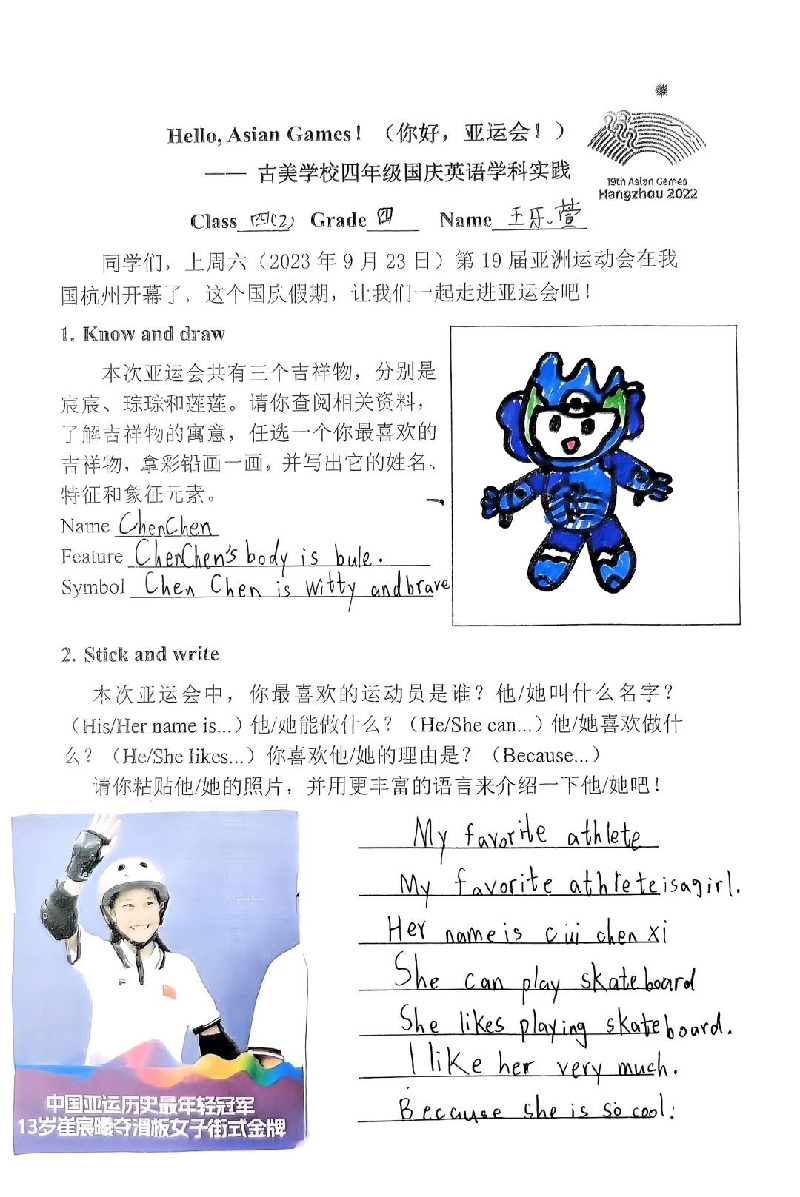 Hello, Asian Games！（你好，亚运会！）
—— 古美学校四年级国庆英语学科实践
19th Asian Games
Hangzhou 2022
Class 四(2) Grade 四 Name 王乐萱
同学们，上周六（2023 年 9 月 23 日）第 19 届亚洲运动会在我
国杭州开幕了，这个国庆假期，让我们一起走进亚运会吧！
1. Know and draw
本次亚运会共有三个吉祥物，分别是
宸宸、琮琮和莲莲。请你查阅相关资料，
了解吉祥物的寓意，任选一个你最喜欢的
吉祥物，拿彩铅画一画，并写出它的姓名、
特征和象征元素。
Name ChenChen
Feature ChenChen's body is bule.
Symbol Chen Chen is witty andbrave
2. Stick and write
本次亚运会中，你最喜欢的运动员是谁？他/她叫什么名字？
（His/Her name is...）他/她能做什么？（He/She can...）他/她喜欢做什
么？（He/She likes...）你喜欢他/她的理由是？（Because...）
请你粘贴他/她的照片，并用更丰富的语言来介绍一下他/她吧！
My favorite athlete
My favorite athleteisagirl.
Her name is cui chen xi
She can play skateboard
She likes playing skateboard.
I like her very much.
Because she is so cool.
中国亚运历史最年轻冠军
13岁崔宸曦夺滑板女子街式金牌